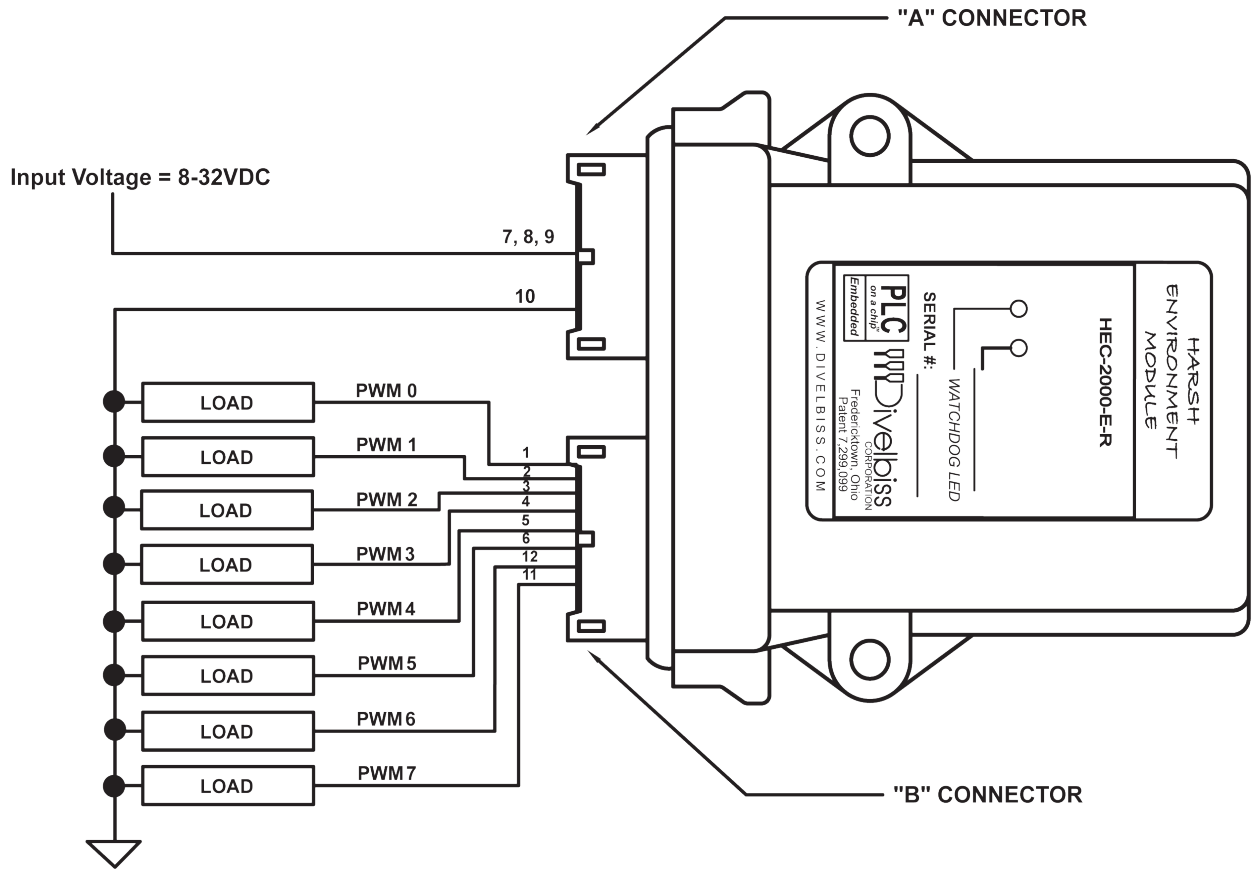 "A" CONNECTOR
Input Voltage = 8-32VDC
7, 8, 9
10
LOAD
PWM 0
LOAD
PWM 1
LOAD
PWM 2
LOAD
PWM 3
LOAD
PWM 4
LOAD
PWM 5
LOAD
PWM 6
LOAD
PWM 7
1
2
3
4
5
6
12
11
HARSH
ENVIRONMENT
MODULE
HEC-2000-E-R
WATCHDOG LED
SERIAL #:
PLC
on a chip™
Embedded
Divelbiss
CORPORATION
Fredericktown, Ohio
Patent 7,299,099
WWW.DIVELBISS.COM
"B" CONNECTOR